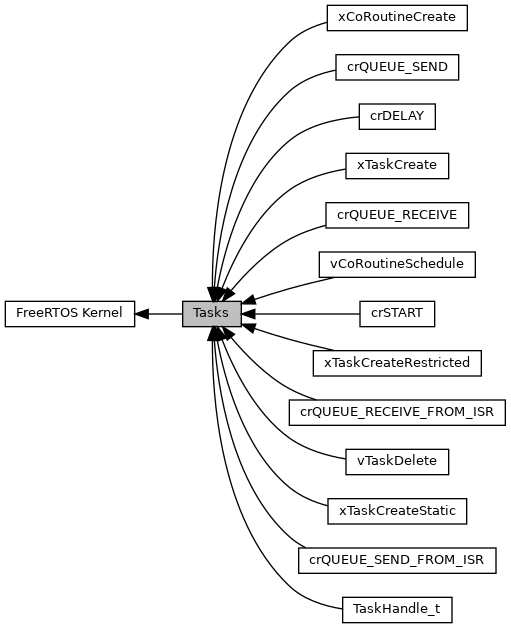 xCoRoutineCreate
crQUEUE_SEND
crDELAY
xTaskCreate
crQUEUE_RECEIVE
vCoRoutineSchedule
FreeRTOS Kernel
Tasks
crSTART
xTaskCreateRestricted
crQUEUE_RECEIVE_FROM_ISR
vTaskDelete
xTaskCreateStatic
crQUEUE_SEND_FROM_ISR
TaskHandle_t